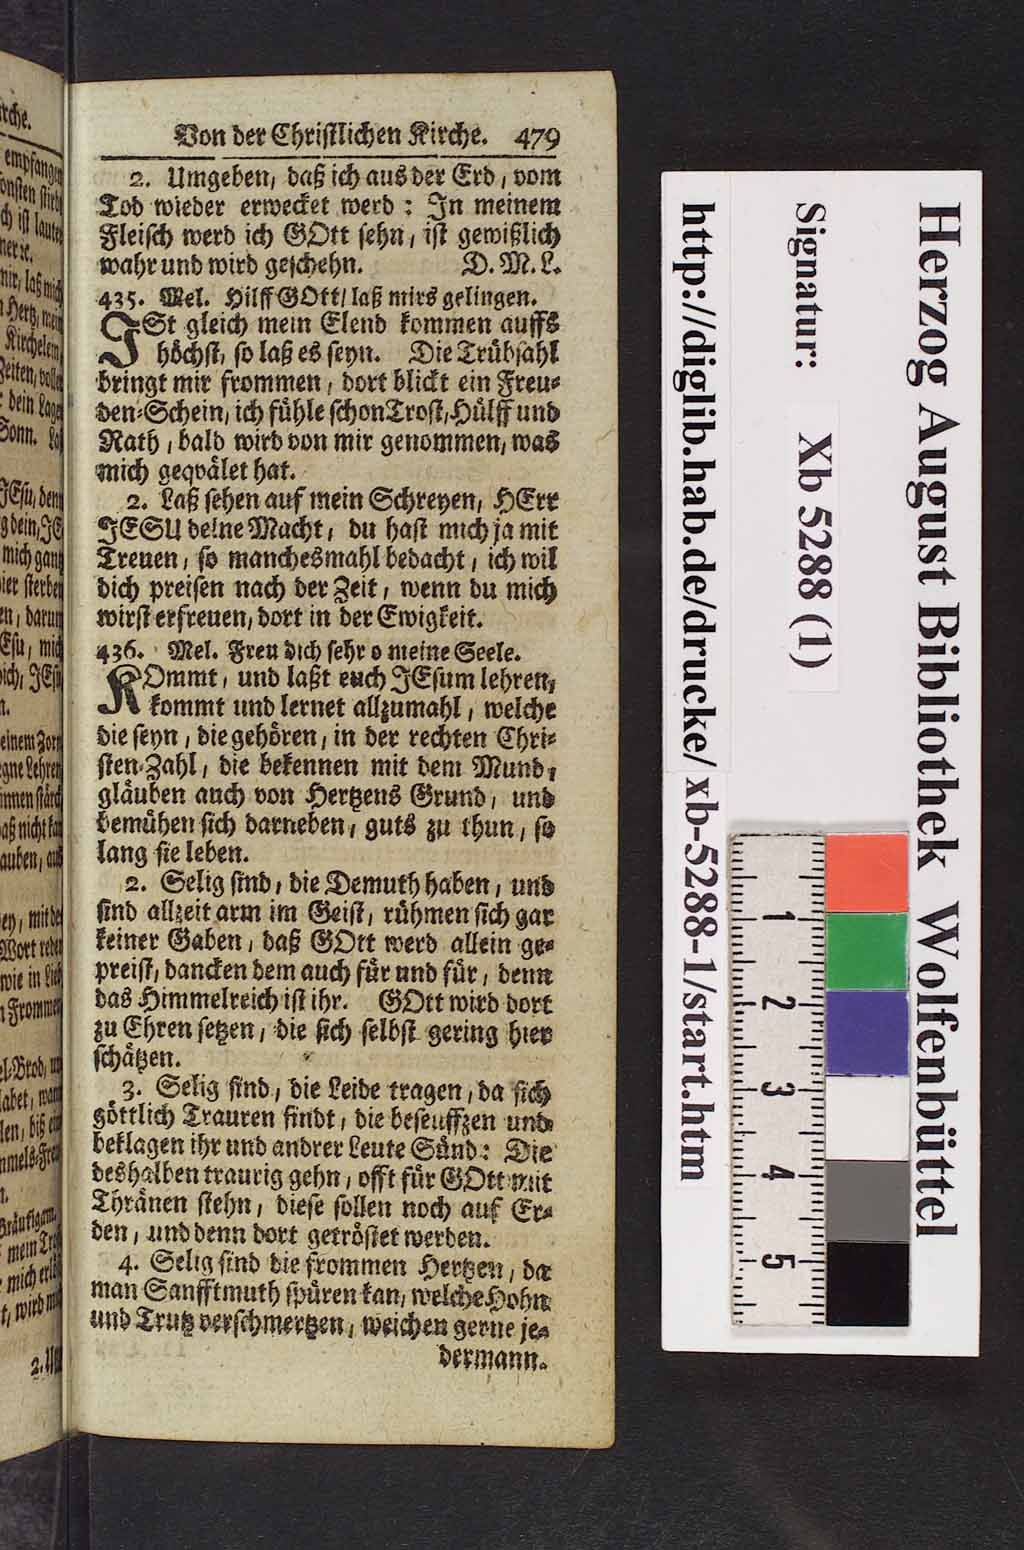 Von der Christlichen Kirche. 479
2. Umgeben, daß ich aus der Erd, vom
Tod wieder erwecket werd: In meinem
Fleisch werd ich GOtt sehn, ist gewißlich
wahr und wird geschehn. D. M. L.
435. Mel. Hilff GOtt, laß mirs gelingen.
ISt gleich mein Elend kommen auffs
höchst, so laß es seyn. Die Trübsahl
bringt mir frommen, dort blickt ein Freu-
den-Schein, ich fühle schon Trost, Hülff und
Rath, bald wird von mir genommen, was
mich geqvälet hat.
2. Laß sehen auf mein Schreyen, HErr
JESU deine Macht, du hast mich ja mit
Treuen, so manchesmahl bedacht, ich wil
dich preisen nach der Zeit, wenn du mich
wirst erfreuen, dort in der Ewigkeit.
436. Mel. Freu dich sehr o meine Seele.
KOmmt, und laßt euch JEsum lehren,
kommt und lernet allzumahl, welche
die seyn, die gehören, in der rechten Chri-
sten-Zahl, die bekennen mit dem Mund,
gläuben auch von Hertzens Grund, und
bemühen sich darneben, guts zu thun, so
lang sie leben.
2. Selig sind, die Demuth haben, und
sind allzeit arm im Geist, rühmen sich gar
keiner Gaben, daß GOtt werd allein ge-
preist, dancken dem auch für und für, denn
das Himmelreich ist ihr. GOtt wird dort
zu Ehren setzen, die sich selbst gering hier
schätzen.
3. Selig sind, die Leide tragen, da sich
göttlich Trauren findt, die beseuffzen und
beklagen ihr und andrer Leute Sünd: Die
deshalben traurig gehn, offt für GOtt mit
Thränen stehn, diese sollen noch auf Er-
den, und denn dort getröstet werden.
4. Selig sind die frommen Hertzen, da
man Sanfftmuth spüren kan, welche Hohn
und Trutz verschmertzen, weichen gerne je-
dermann.
Herzog August Bibliothek Wolfenbüttel
Signatur: Xb 5288 (1)
http://diglib.hab.de/drucke/xb-5288-1/start.htm
1
2
3
4
5